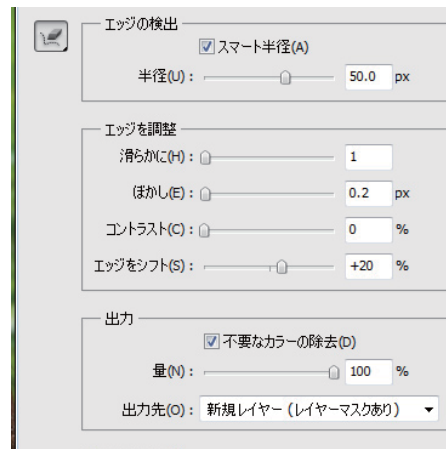 エッジの検出
スマート半径(A)
半径(U): 50.0 px
エッジを調整
滑らかに(H): 1
ぼかし(E): 0.2 px
コントラスト(C): 0 %
エッジをシフト(S): +20 %
出力
不要なカラーの除去(D)
量(N): 100 %
出力先(O): 新規レイヤー (レイヤーマスクあり)